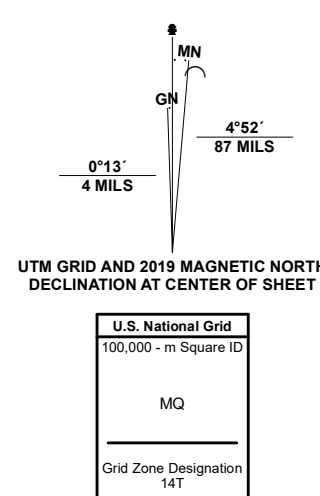 MN
GN
4°52´
87 MILS
0°13´
4 MILS
UTM GRID AND 2019 MAGNETIC NORTH
DECLINATION AT CENTER OF SHEET
U.S. National Grid
100,000 - m Square ID
MQ
Grid Zone Designation
14T